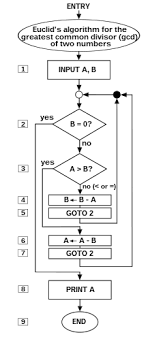 ENTRY
Euclid's algorithm for the
greatest common divisor (gcd)
of two numbers
1 INPUT A, B
yes
2 B = 0?
no
yes
3 A > B?
no (< or =)
4 B ← B - A
5 GOTO 2
6 A ← A - B
7 GOTO 2
8 PRINT A
9 END